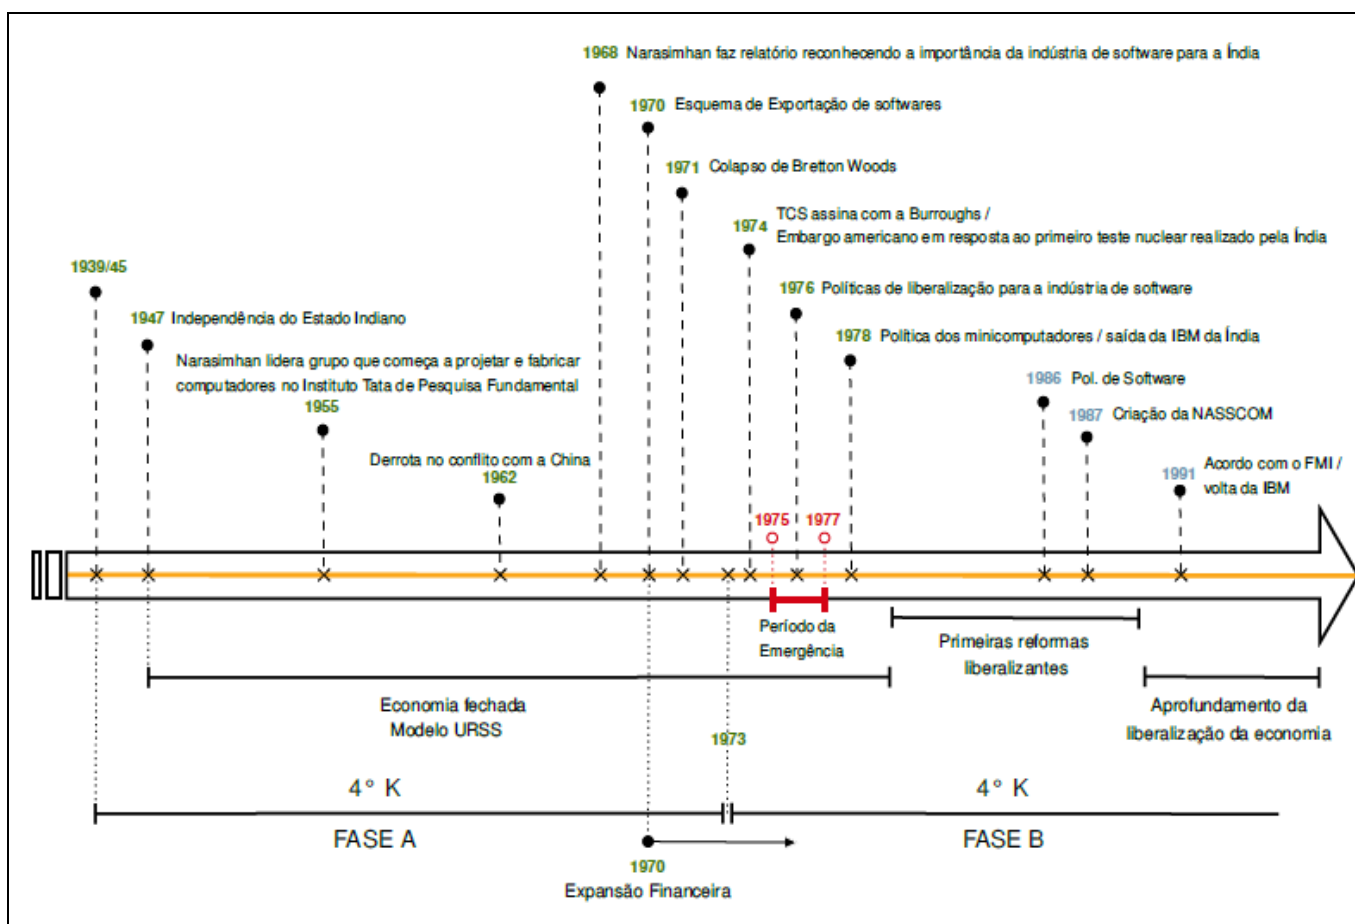 1968 Narasimhan faz relatório reconhecendo a importância da indústria de software para a Índia
1970 Esquema de Exportação de softwares
1971 Colapso de Bretton Woods
1974 TCS assina com a Burroughs /
Embargo americano em resposta ao primeiro teste nuclear realizado pela Índia
1939/45
1976 Políticas de liberalização para a indústria de software
1947 Independência do Estado Indiano
1978 Política dos minicomputadores / saída da IBM da Índia
Narasimhan lidera grupo que começa a projetar e fabricar
computadores no Instituto Tata de Pesquisa Fundamental
1955
1986 Pol. de Software
1987 Criação da NASSCOM
Derrota no conflito com a China
1962
1991 Acordo com o FMI /
volta da IBM
1975 1977
Período da
Emergência
Primeiras reformas
liberalizantes
Economia fechada
Modelo URSS
Aprofundamento da
liberalização da economia
1973
4° K
FASE A
4° K
FASE B
1970
Expansão Financeira